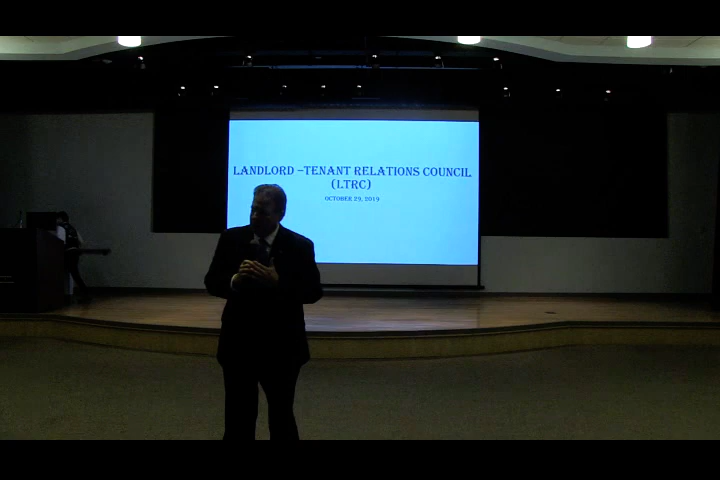 LANDLORD –TENANT RELATIONS COUNCIL
(LTRC)
OCTOBER 29, 2019